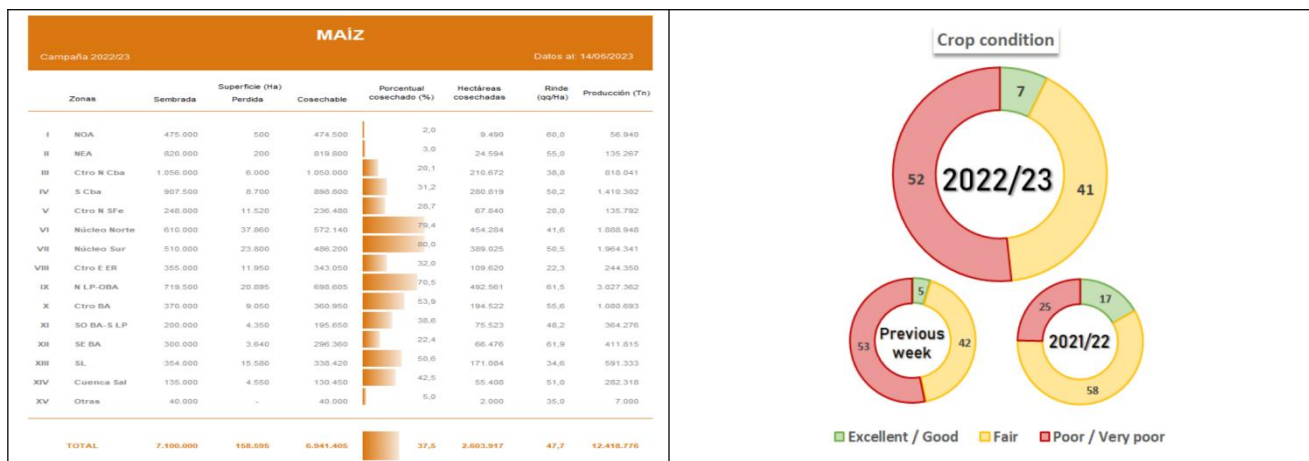 MAÍZ
Campaña 2022/23 Datos al: 14/06/2023
Superficie (Ha)
Zonas Sembrada Perdida Cosechable Porcentual cosechado (%) Hectáreas cosechadas Rinde (qq/Ha) Producción (Tn)
I NOA 475.000 500 474.500 2,0 9.490 60,0 56.940
II NEA 820.000 200 819.800 3,0 24.594 55,0 135.267
III Ctro N Cba 1.056.000 6.000 1.050.000 20,1 210.672 38,8 818.041
IV S Cba 907.500 8.700 898.800 31,2 280.819 50,2 1.410.382
V Ctro N SFe 248.000 11.520 236.480 28,7 67.840 20,0 135.792
VI Núcleo Norte 610.000 37.860 572.140 79,4 454.284 41,6 1.888.948
VII Núcleo Sur 510.000 23.800 486.200 80,0 389.025 50,5 1.964.341
VIII Ctro E ER 355.000 11.950 343.050 32,0 109.620 22,3 244.350
IX N LP-OBA 719.500 20.895 698.605 70,5 492.561 61,5 3.027.362
X Ctro BA 370.000 9.050 360.950 53,9 194.522 55,6 1.080.693
XI SO BA-S LP 200.000 4.350 195.650 38,6 75.523 48,2 364.276
XII SE BA 300.000 3.640 296.360 22,4 66.476 61,9 411.815
XIII SL 354.000 15.580 338.420 50,6 171.084 34,6 591.333
XIV Cuenca Sal 135.000 4.550 130.450 42,5 55.408 51,0 282.318
XV Otras 40.000 - 40.000 5,0 2.000 35,0 7.000
TOTAL 7.100.000 158.595 6.941.405 37,5 2.603.917 47,7 12.418.776
Crop condition
7
52 2022/23 41
5
53 Previous week 42
25 17
2021/22
58
Excellent / Good Fair Poor / Very poor